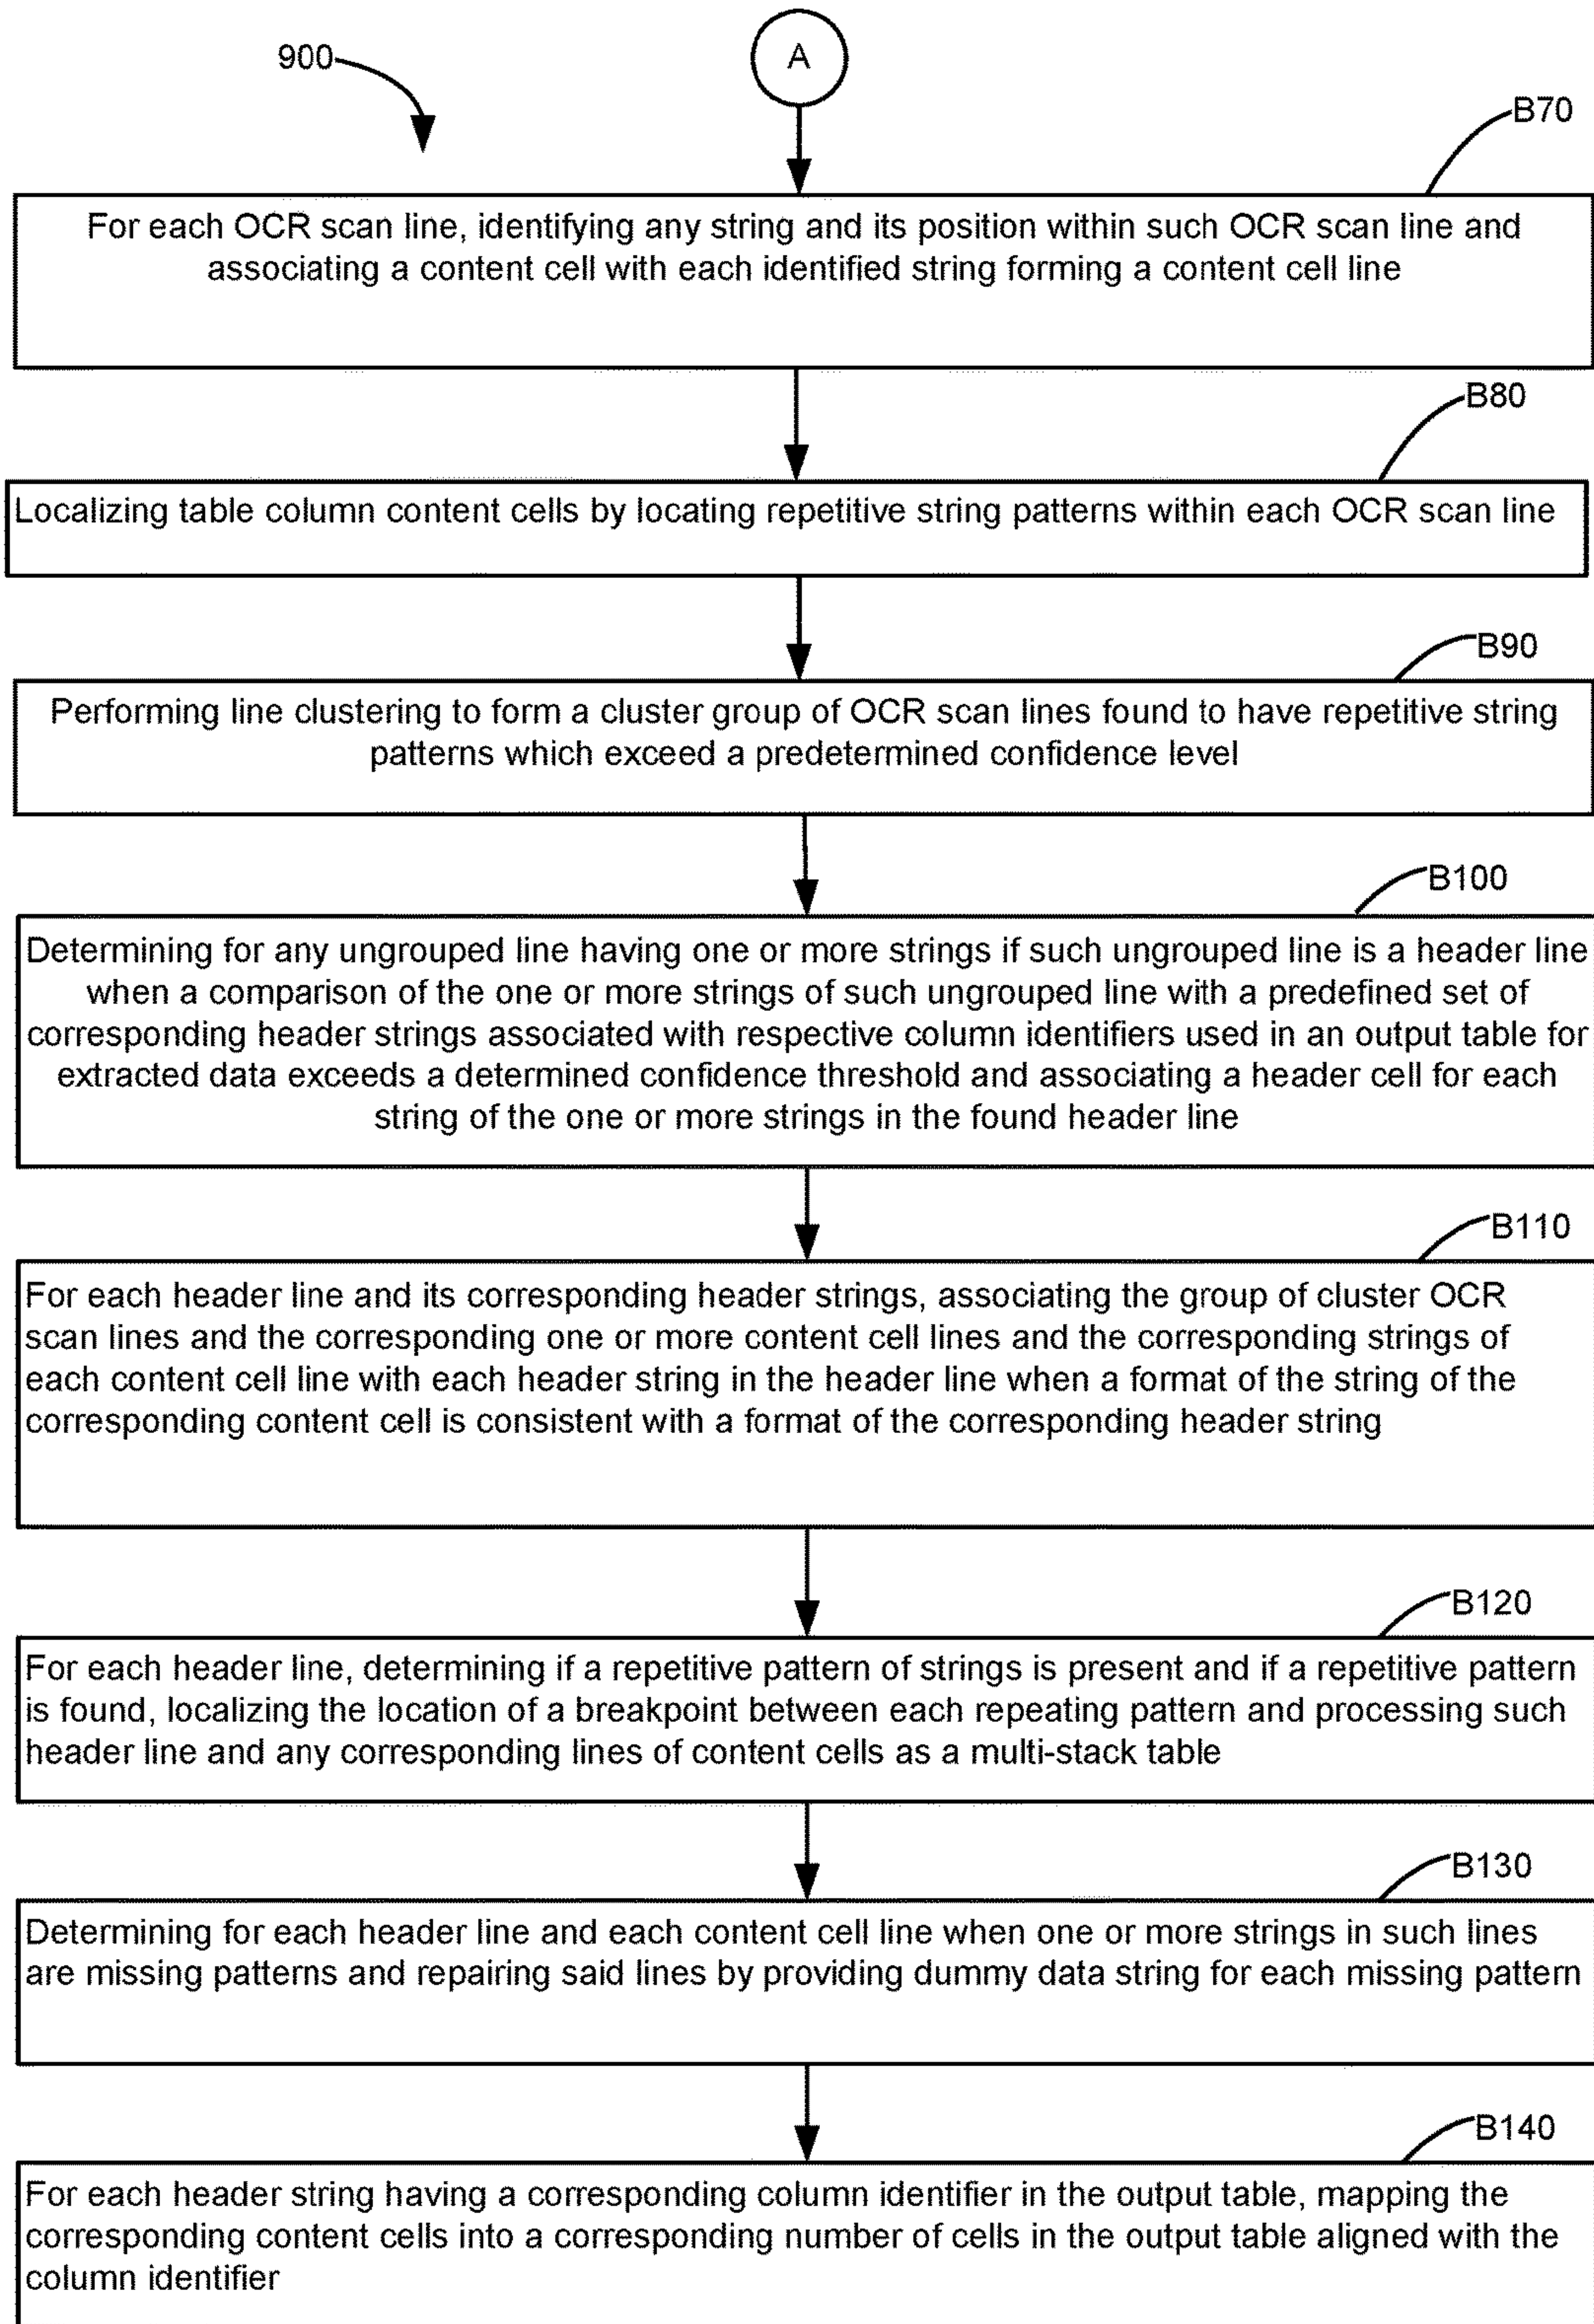 900
A
B70
For each OCR scan line, identifying any string and its position within such OCR scan line and
associating a content cell with each identified string forming a content cell line
B80
Localizing table column content cells by locating repetitive string patterns within each OCR scan line
B90
Performing line clustering to form a cluster group of OCR scan lines found to have repetitive string
patterns which exceed a predetermined confidence level
B100
Determining for any ungrouped line having one or more strings if such ungrouped line is a header line
when a comparison of the one or more strings of such ungrouped line with a predefined set of
corresponding header strings associated with respective column identifiers used in an output table for
extracted data exceeds a determined confidence threshold and associating a header cell for each
string of the one or more strings in the found header line
B110
For each header line and its corresponding header strings, associating the group of cluster OCR
scan lines and the corresponding one or more content cell lines and the corresponding strings of
each content cell line with each header string in the header line when a format of the string of the
corresponding content cell is consistent with a format of the corresponding header string
B120
For each header line, determining if a repetitive pattern of strings is present and if a repetitive pattern
is found, localizing the location of a breakpoint between each repeating pattern and processing such
header line and any corresponding lines of content cells as a multi-stack table
B130
Determining for each header line and each content cell line when one or more strings in such lines
are missing patterns and repairing said lines by providing dummy data string for each missing pattern
B140
For each header string having a corresponding column identifier in the output table, mapping the
corresponding content cells into a corresponding number of cells in the output table aligned with the
column identifier